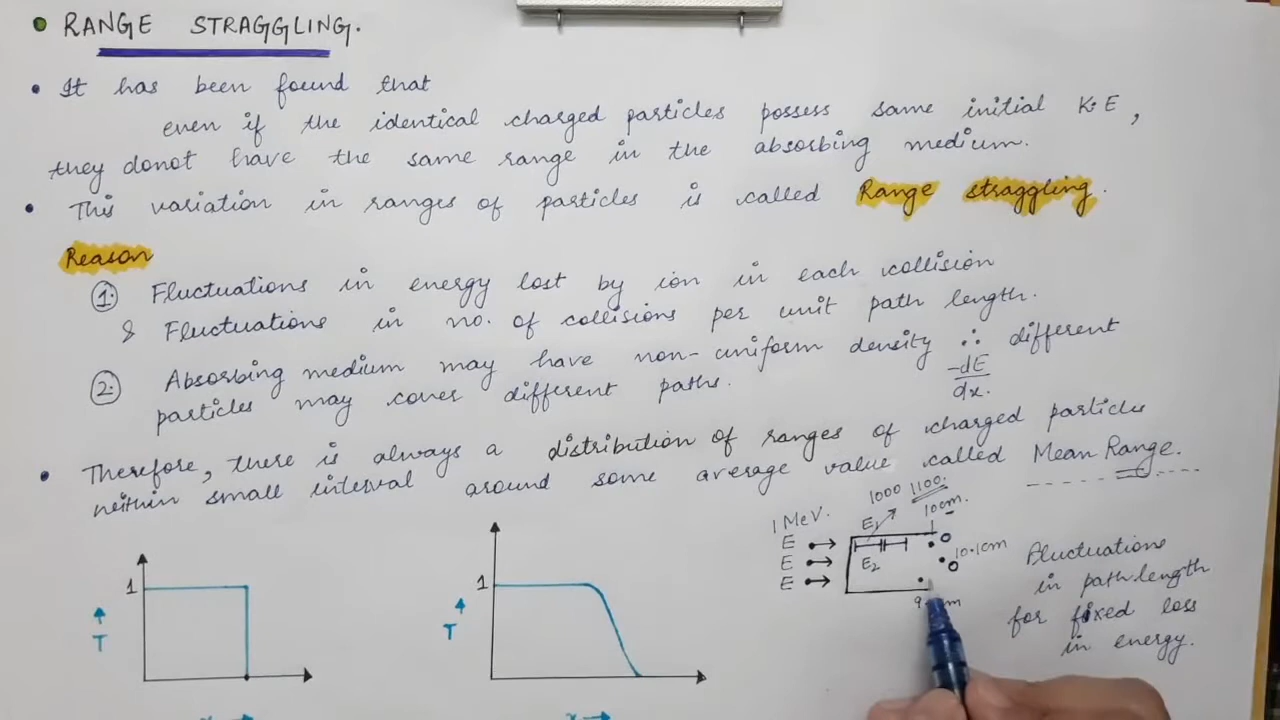 RANGE STRAGGLING.
It has been found that
even if the identical charged particles possess same initial K.E,
they donot have the same range in the absorbing medium.
This variation in ranges of particles is called Range straggling.
Reason
1. Fluctuations in energy lost by ion in each collision
& Fluctuations in no. of collisions per unit path length.
2. Absorbing medium may have non-uniform density ∴ different
particles may cover different paths.
-dE
dx.
Therefore, there is always a distribution of ranges of charged particles
within small interval around some average value called Mean Range.
1000 1100.
10cm.
1 MeV.
E
E
E
E1
E2
10.1cm
Fluctuations
in path length
for fixed loss
in energy.
1
T
1
T
x